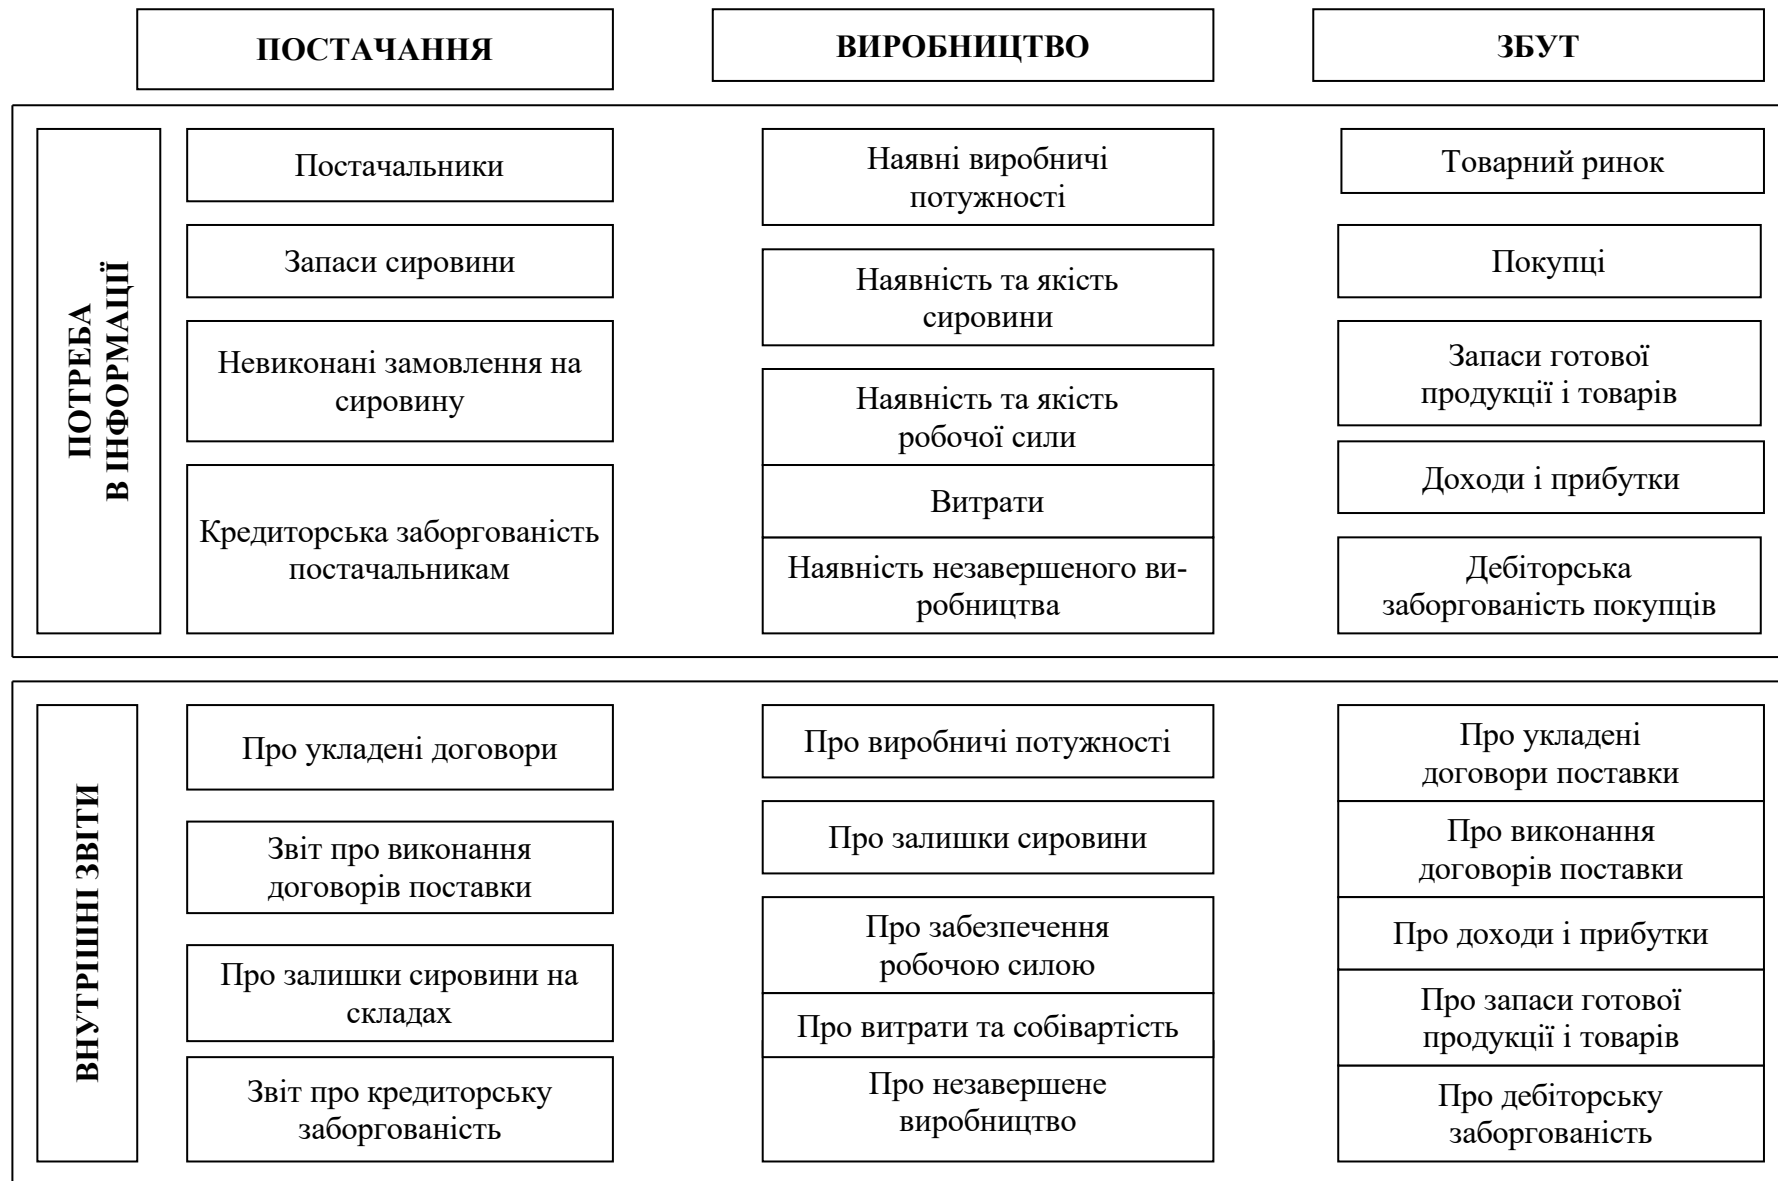 ПОСТАЧАННЯ
ВИРОБНИЦТВО
ЗБУТ
ПОТРЕБА
В ІНФОРМАЦІЇ
Постачальники
Запаси сировини
Невиконані замовлення на
сировину
Кредиторська заборгованість
постачальникам
Наявні виробничі
потужності
Наявність та якість
сировини
Наявність та якість
робочої сили
Витрати
Наявність незавершеного ви-
робництва
Товарний ринок
Покупці
Запаси готової
продукції і товарів
Доходи і прибутки
Дебіторська
заборгованість покупців
ВНУТРІШНІ ЗВІТИ
Про укладені договори
Звіт про виконання
договорів поставки
Про залишки сировини на
складах
Звіт про кредиторську
заборгованість
Про виробничі потужності
Про залишки сировини
Про забезпечення
робочою силою
Про витрати та собівартість
Про незавершене
виробництво
Про укладені
договори поставки
Про виконання
договорів поставки
Про доходи і прибутки
Про запаси готової
продукції і товарів
Про дебіторську
заборгованість